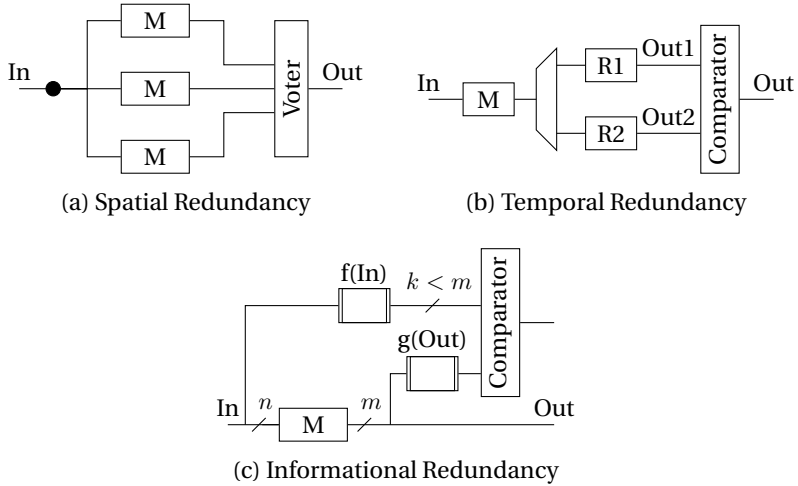 In
M
M
M
Voter
Out
(a) Spatial Redundancy
In
M
R1
R2
Out1
Out2
Comparator
Out
(b) Temporal Redundancy
f(In)
k < m
g(Out)
Comparator
In
n
M
m
Out
(c) Informational Redundancy